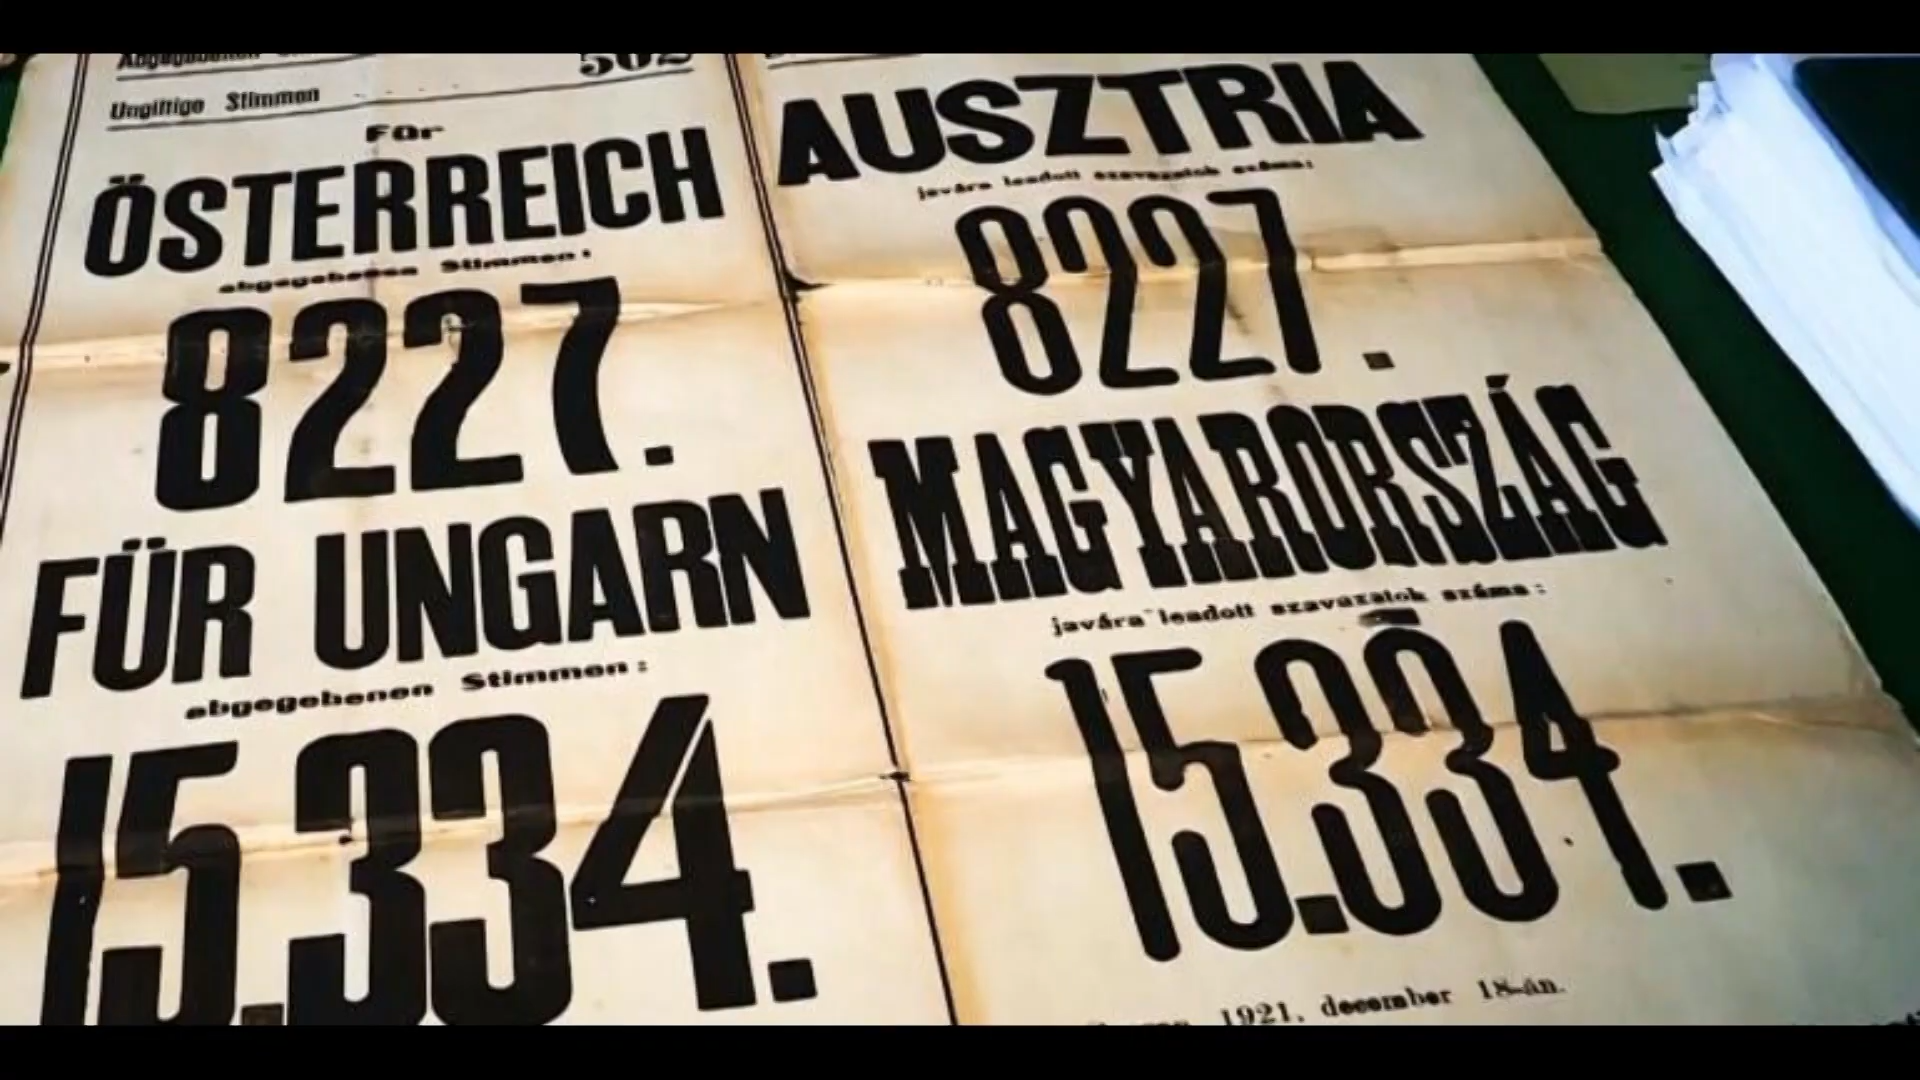 502
Ungiltige Stimmen
Für
ÖSTERREICH
abgegebenen Stimmen:
8227.
FÜR UNGARN
abgegebenen Stimmen:
15.334.
AUSZTRIA
javára leadott szavazatok száma:
8227.
MAGYARORSZÁG
javára leadott szavazatok száma:
15.334.
1921. december 18-án.